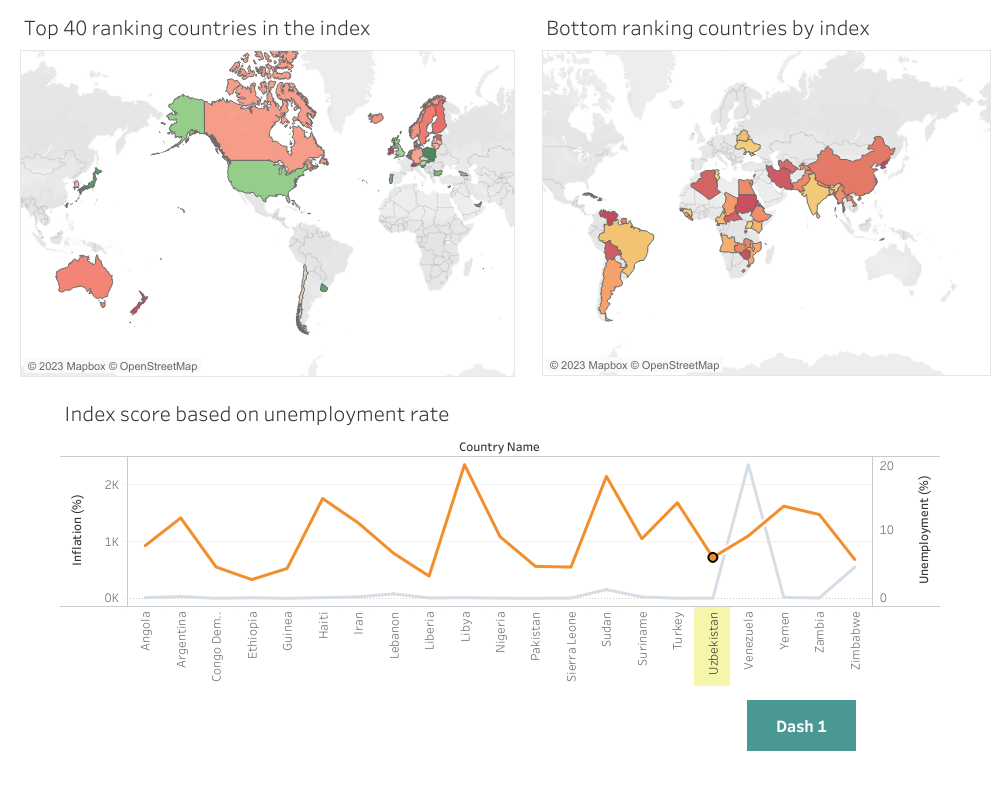 Top 40 ranking countries in the index
Bottom ranking countries by index
© 2023 Mapbox © OpenStreetMap
© 2023 Mapbox © OpenStreetMap
Index score based on unemployment rate
Country Name
Inflation (%)
2K
1K
0K
20
10
0
Unemployment (%)
Angola
Argentina
Congo Dem..
Ethiopia
Guinea
Haiti
Iran
Lebanon
Liberia
Libya
Nigeria
Pakistan
Sierra Leone
Sudan
Suriname
Turkey
Uzbekistan
Venezuela
Yemen
Zambia
Zimbabwe
Dash 1